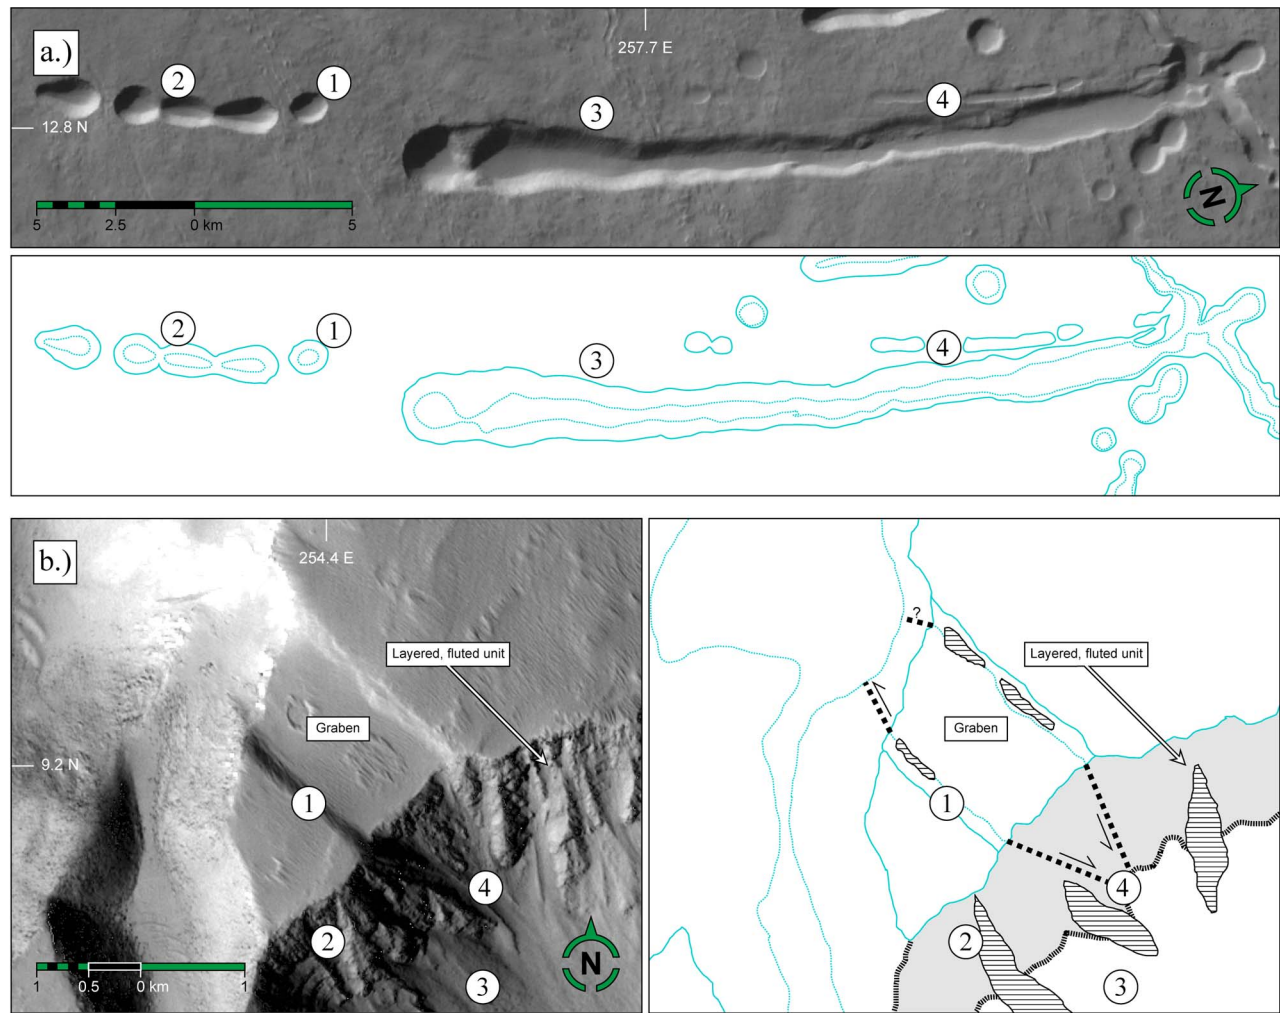 a.)
2
1
3
4
257.7 E
12.8 N
5 2.5 0 km 5
N
2
1
3
4
b.)
254.4 E
Layered, fluted unit
Graben
9.2 N
1
4
2
3
1 0.5 0 km 1
N
?
Layered, fluted unit
Graben
1
4
2
3